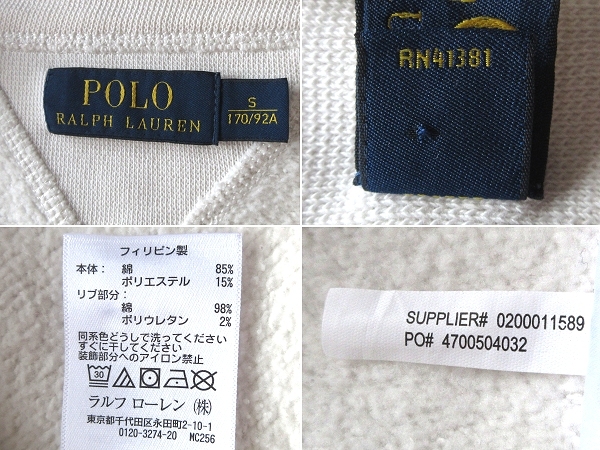 POLO
RALPH LAUREN
S
170/92A
RN41381
フィリピン製
本体: 綿 85%
ポリエステル 15%
リブ部分:
綿 98%
ポリウレタン 2%
同系色どうしで洗ってください
すぐに干してください
装飾部分へのアイロン禁止
30
ラルフ ローレン (株)
東京都千代田区永田町2-10-1
0120-3274-20 MC256
SUPPLIER# 0200011589
PO# 4700504032